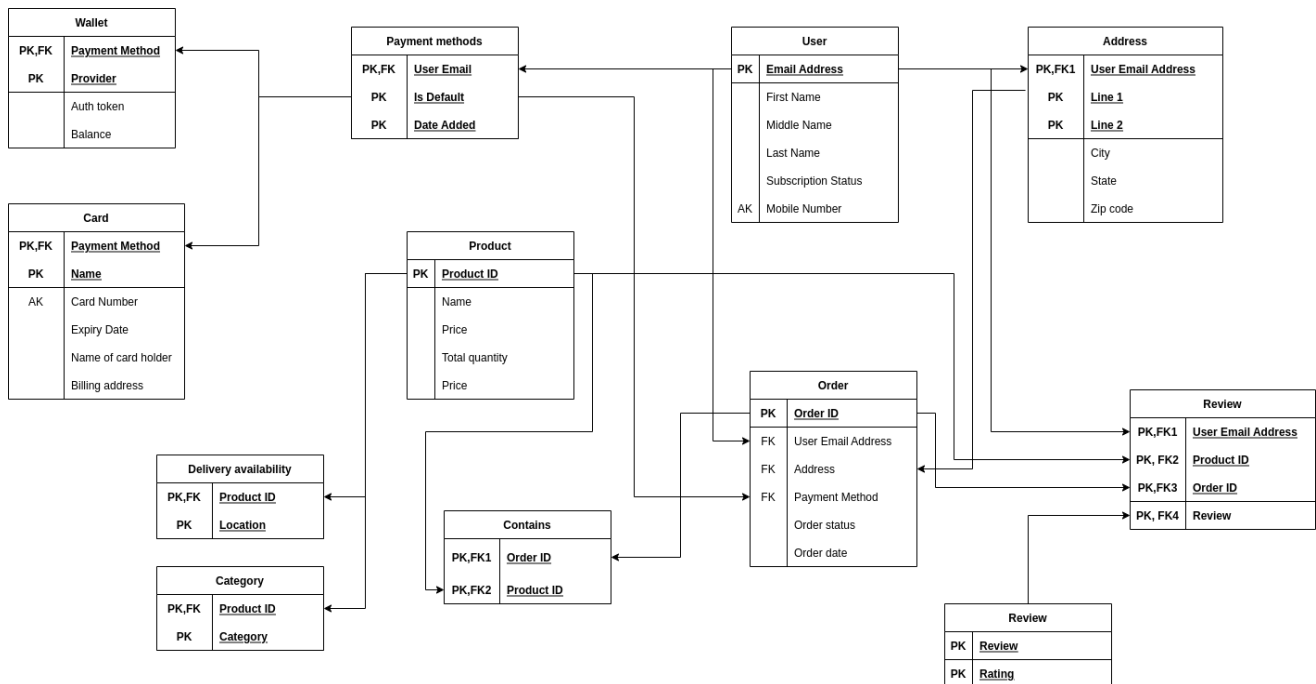 Wallet
PK,FK Payment Method
PK Provider
Auth token
Balance
Payment methods
PK,FK User Email
PK Is Default
PK Date Added
User
PK Email Address
First Name
Middle Name
Last Name
Subscription Status
AK Mobile Number
Address
PK,FK1 User Email Address
PK Line 1
PK Line 2
City
State
Zip code
Card
PK,FK Payment Method
PK Name
AK Card Number
Expiry Date
Name of card holder
Billing address
Product
PK Product ID
Name
Price
Total quantity
Price
Order
PK Order ID
FK User Email Address
FK Address
FK Payment Method
Order status
Order date
Review
PK,FK1 User Email Address
PK, FK2 Product ID
PK,FK3 Order ID
PK, FK4 Review
Delivery availability
PK,FK Product ID
PK Location
Contains
PK,FK1 Order ID
PK,FK2 Product ID
Category
PK,FK Product ID
PK Category
Review
PK Review
PK Rating